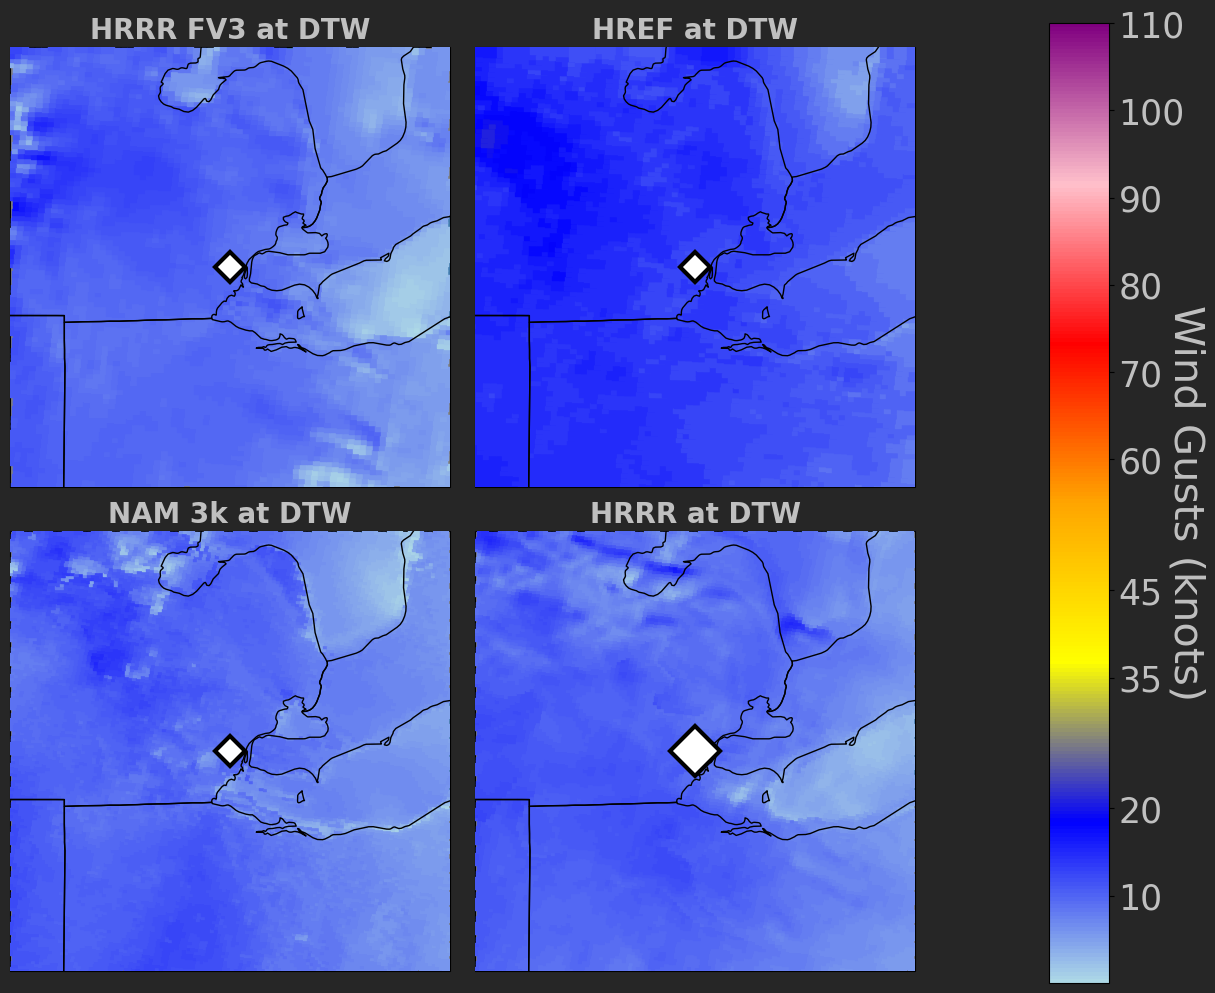 HRRR FV3 at DTW
HREF at DTW
NAM 3k at DTW
HRRR at DTW
110
100
90
80
70
60
45
35
20
10
Wind Gusts (knots)